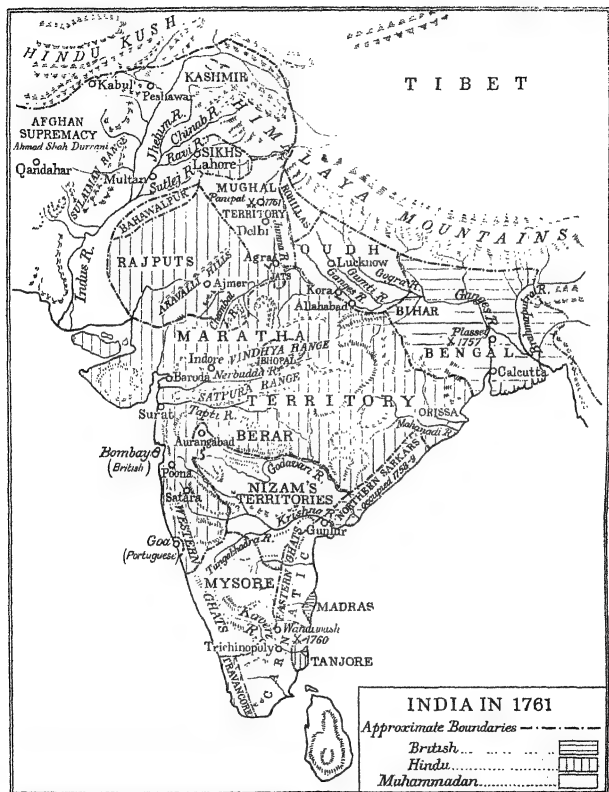 HINDU KUSH
TIBET
Kabul
Peshawar
KASHMIR
AFGHAN
SUPREMACY
Ahmad Shah Durrani
Jhelum R.
Chinab R.
Ravi R.
SIKHS
Lahore
HIMALAYA MOUNTAINS
Qandahar
SULAIMAN RANGE
Multan
Sutlej R.
MUGHAL
Panipat X 1761
TERRITORY
Delhi
ROHILLAS
BAHAWALPUR
Indus R.
RAJPUTS
ARAVALLI HILLS
Ajmer
Agra
Jumna R.
JATS
OUDH
Lucknow
Gumti R.
Gogra R.
Ganges R.
Kora
Allahabad
Chambal R.
BIHAR
Ganges R.
Brahmaputra R.
Plassey
X 1757
BENGAL
Calcutta
MARATHA
Indore
VINDHYA RANGE
BHOPAL
Baroda
Nerbudda R.
SATPURA RANGE
TERRITORY
Surat
Tapti R.
ORISSA
Mahanadi R.
Aurangabad
BERAR
Bombay
(British)
Godavari R.
Poona
NIZAM'S
TERRITORIES
NORTHERN SARKARS
occupied 1758-9
Satara
Krishna R.
Guntur
WESTERN GHATS
Goa
(Portuguese)
Tungabhadra R.
EASTERN GHATS
CARNATIC
MYSORE
MADRAS
Kaveri R.
Wandiwash
X 1760
Trichinopoly
TANJORE
TRAVANCORE
INDIA IN 1761
Approximate Boundaries
British
Hindu
Muhammadan